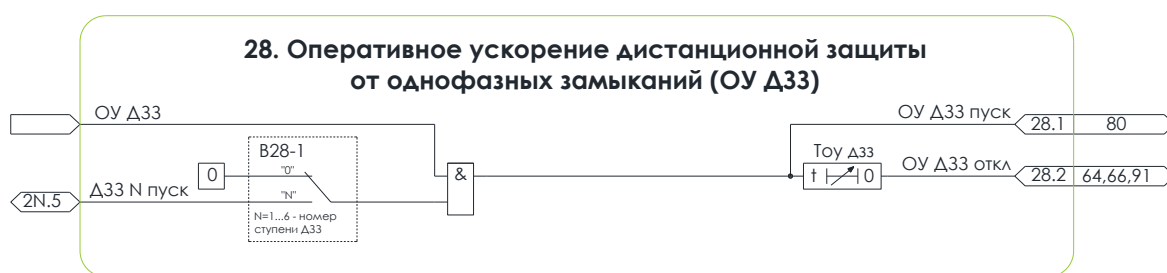 28. Оперативное ускорение дистанционной защиты
от однофазных замыканий (ОУ ДЗЗ)
ОУ ДЗЗ
ОУ ДЗЗ пуск
28.1
80
В28-1
"0"
0
Tоу дзз
t
0
ОУ ДЗЗ откл
28.2
64,66,91
&
2N.5
ДЗЗ N пуск
"N"
N=1...6 - номер
ступени ДЗЗ